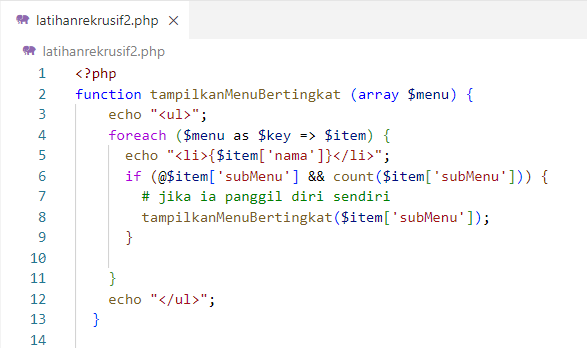 latihanrekrusif2.php ×
latihanrekrusif2.php
1 <?php
2 function tampilkanMenuBertingkat (array $menu) {
3 echo "<ul>";
4 foreach ($menu as $key => $item) {
5 echo "<li>{$item['nama']}</li>";
6 if (@$item['subMenu'] && count($item['subMenu'])) {
7 # jika ia panggil diri sendiri
8 tampilkanMenuBertingkat($item['subMenu']);
9 }
10
11 }
12 echo "</ul>";
13 }
14